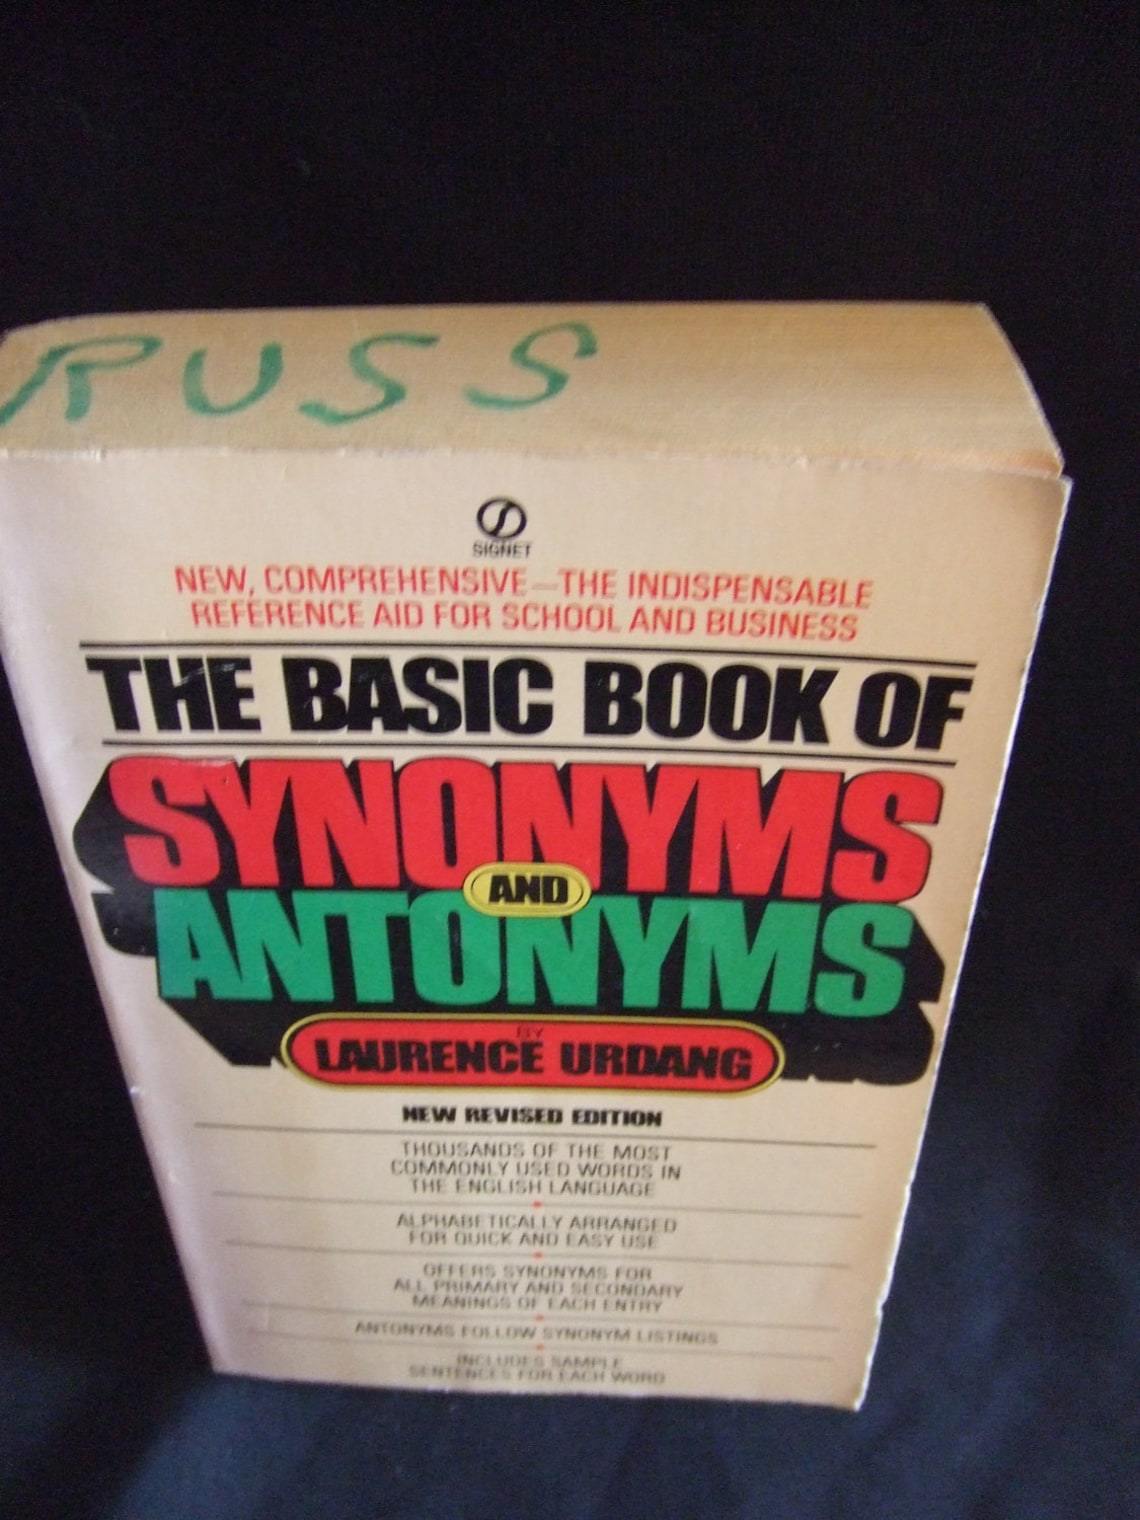 RUSS
SIGNET
NEW, COMPREHENSIVE—THE INDISPENSABLE
REFERENCE AID FOR SCHOOL AND BUSINESS
THE BASIC BOOK OF
SYNONYMS
AND
ANTONYMS
BY
LAURENCE URDANG
NEW REVISED EDITION
THOUSANDS OF THE MOST
COMMONLY USED WORDS IN
THE ENGLISH LANGUAGE
ALPHABETICALLY ARRANGED
FOR QUICK AND EASY USE
OFFERS SYNONYMS FOR
ALL PRIMARY AND SECONDARY
MEANINGS OF EACH ENTRY
ANTONYMS FOLLOW SYNONYM LISTINGS
INCLUDES SAMPLE
SENTENCES FOR EACH WORD